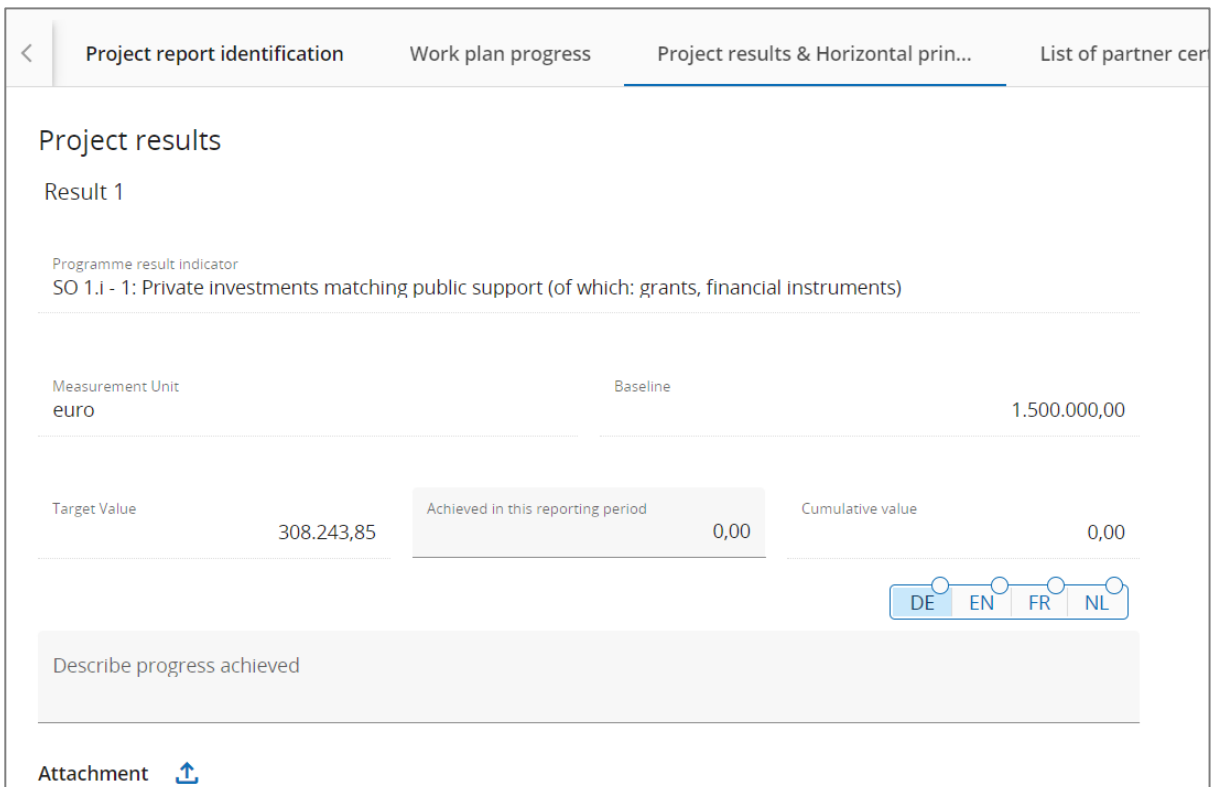 Project report identification Work plan progress Project results & Horizontal prin... List of partner cer
Project results
Result 1
Programme result indicator
SO 1.i - 1: Private investments matching public support (of which: grants, financial instruments)
Measurement Unit Baseline
euro 1.500.000,00
Target Value Achieved in this reporting period Cumulative value
308.243,85 0,00 0,00
DE EN FR NL
Describe progress achieved
Attachment